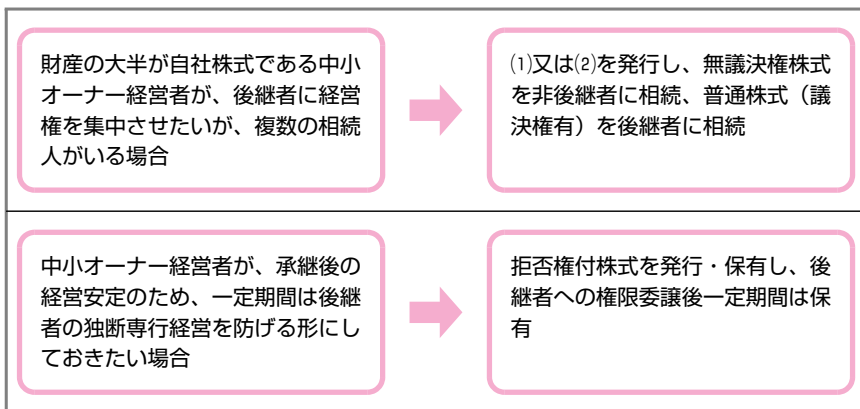 財産の大半が自社株式である中小
オーナー経営者が、後継者に経営
権を集中させたいが、複数の相続
人がいる場合
⑴又は⑵を発行し、無議決権株式
を非後継者に相続、普通株式（議
決権有）を後継者に相続
中小オーナー経営者が、承継後の
経営安定のため、一定期間は後継
者の独断専行経営を防げる形にし
ておきたい場合
拒否権付株式を発行・保有し、後
継者への権限委譲後一定期間は保
有